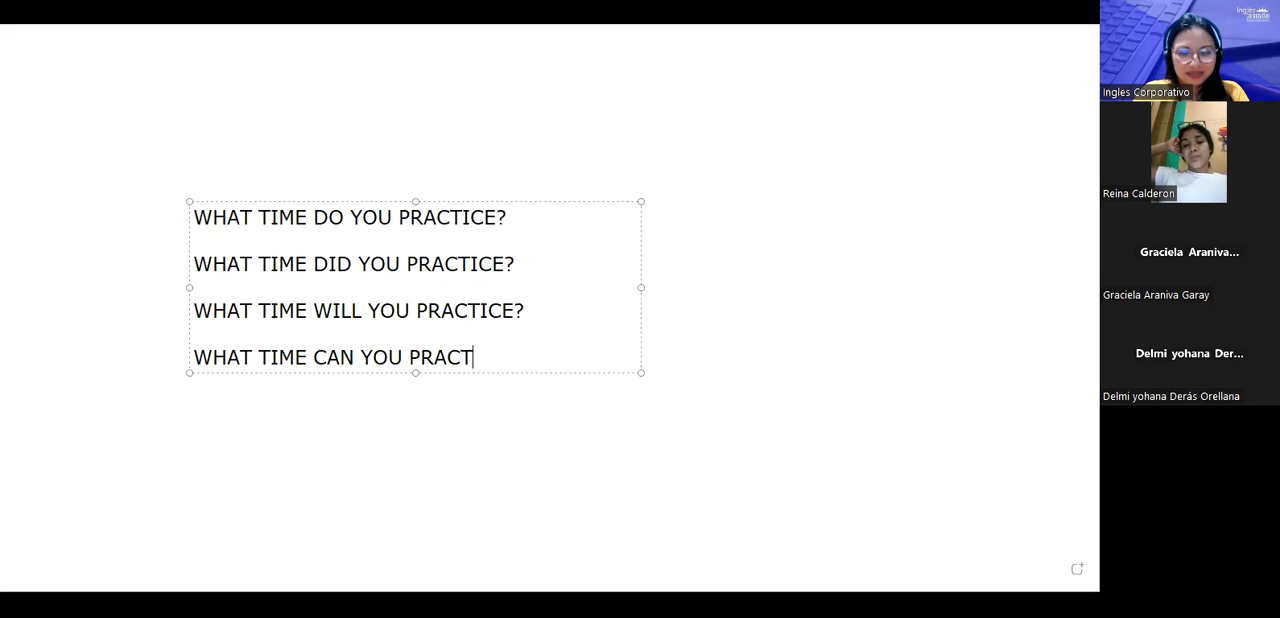 WHAT TIME DO YOU PRACTICE?
WHAT TIME DID YOU PRACTICE?
WHAT TIME WILL YOU PRACTICE?
WHAT TIME CAN YOU PRACT
Ingles
Ingles Corporativo
Reina Calderon
Graciela Araniva...
Graciela Araniva Garay
Delmi yohana Der...
Delmi yohana Derás Orellana